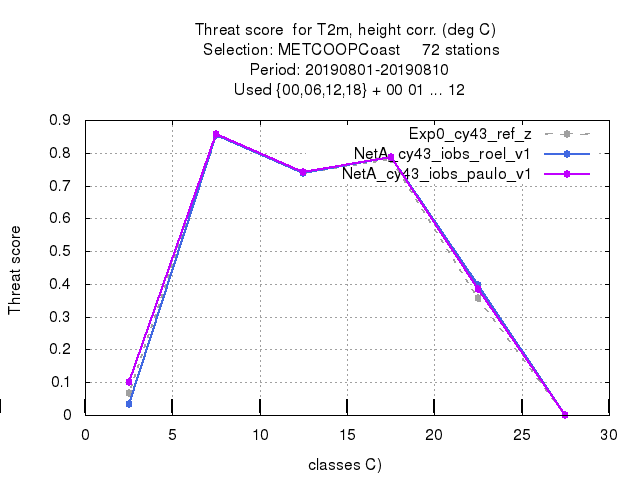 Threat score  for T2m, height corr. (deg C)
Selection: METCOOPCoast     72 stations
Period: 20190801-20190810
Used {00,06,12,18} + 00 01 ... 12
Exp0_cy43_ref_z
NetA_cy43_iobs_roel_v1
NetA_cy43_iobs_paulo_v1
0.9
0.8
0.7
0.6
0.5
0.4
0.3
0.2
0.1
0
Threat score
0 5 10 15 20 25 30
classes C)